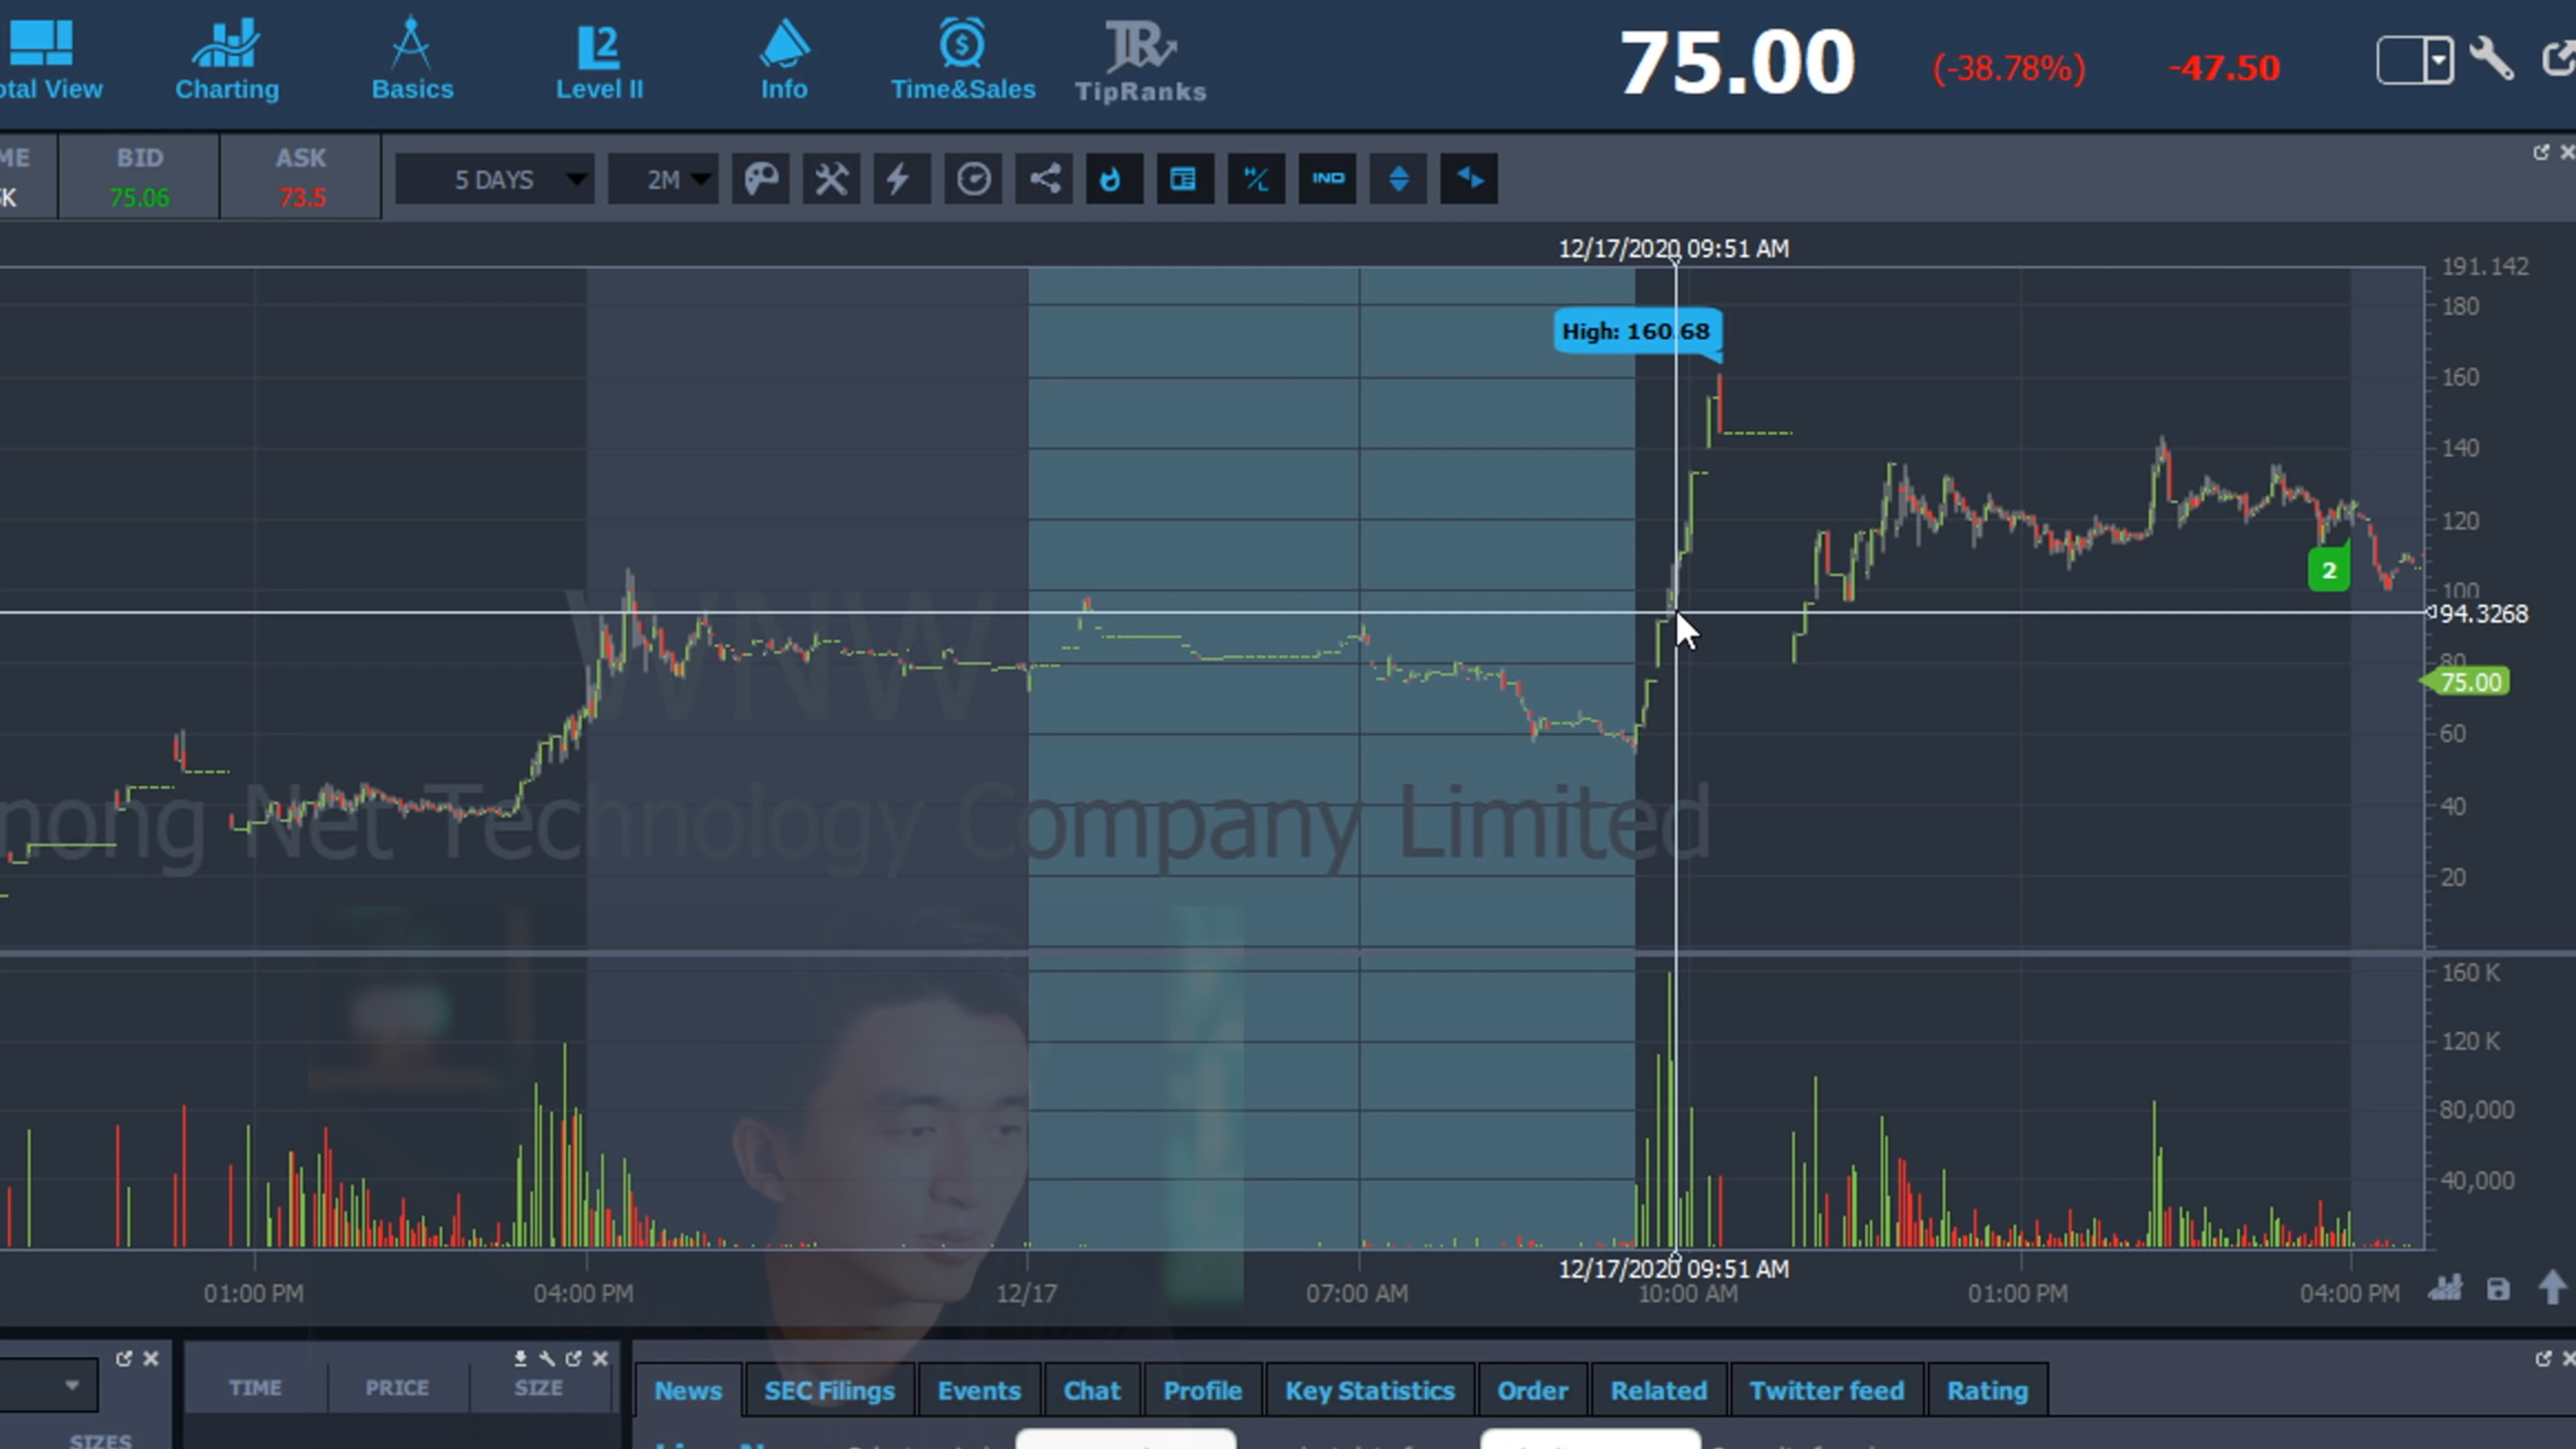 otal View
Charting
Basics
L2
Level II
Info
$
Time&Sales
TR
TipRanks
75.00
(-38.78%)
-47.50
ME
K
BID
75.06
ASK
73.5
5 DAYS
2M
H/L
IND
12/17/2020 09:51 AM
191.142
180
High: 160.68
160
140
120
2
100
94.3268
80
75.00
WNW
60
40
mong Net Technology Company Limited
20
160 K
120 K
80,000
40,000
12/17/2020 09:51 AM
01:00 PM
04:00 PM
12/17
07:00 AM
10:00 AM
01:00 PM
04:00 PM
TIME
PRICE
SIZE
News
SEC Filings
Events
Chat
Profile
Key Statistics
Order
Related
Twitter feed
Rating
SIZES